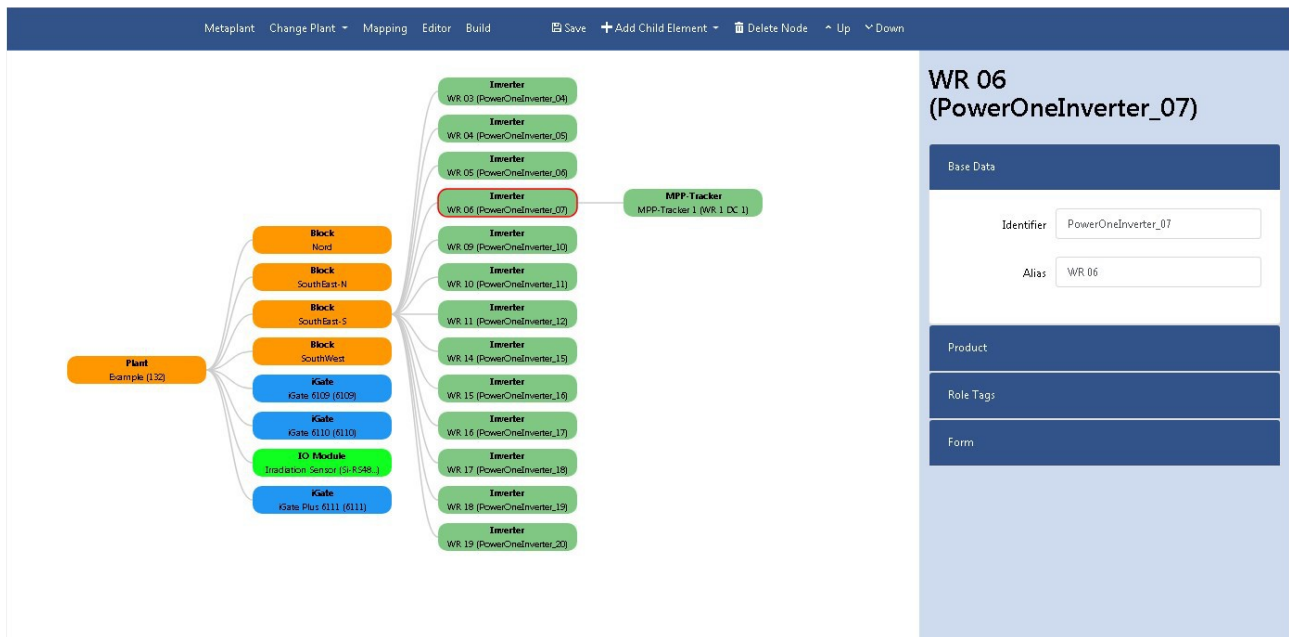 Metaplant Change Plant Mapping Editor Build Save Add Child Element Delete Node Up Down
Inverter
WR 03 (PowerOneInverter_04)
Inverter
WR 04 (PowerOneInverter_05)
Inverter
WR 05 (PowerOneInverter_06)
Inverter
WR 06 (PowerOneInverter_07)
MPP-Tracker
MPP-Tracker 1 (WR 1 DC 1)
Inverter
WR 09 (PowerOneInverter_10)
Inverter
WR 10 (PowerOneInverter_11)
Inverter
WR 11 (PowerOneInverter_12)
Inverter
WR 14 (PowerOneInverter_15)
Inverter
WR 15 (PowerOneInverter_16)
Inverter
WR 16 (PowerOneInverter_17)
Inverter
WR 17 (PowerOneInverter_18)
Inverter
WR 18 (PowerOneInverter_19)
Inverter
WR 19 (PowerOneInverter_20)
Block
Nord
Block
SouthEast-N
Block
SouthEast-S
Block
SouthWest
iGate
iGate 6109 (6109)
iGate
iGate 6110 (6110)
IO Module
Irradiation Sensor (Si-RS48...)
iGate
iGate Plus 6111 (6111)
Plant
Example (132)
WR 06
(PowerOneInverter_07)
Base Data
Identifier PowerOneInverter_07
Alias WR 06
Product
Role Tags
Form